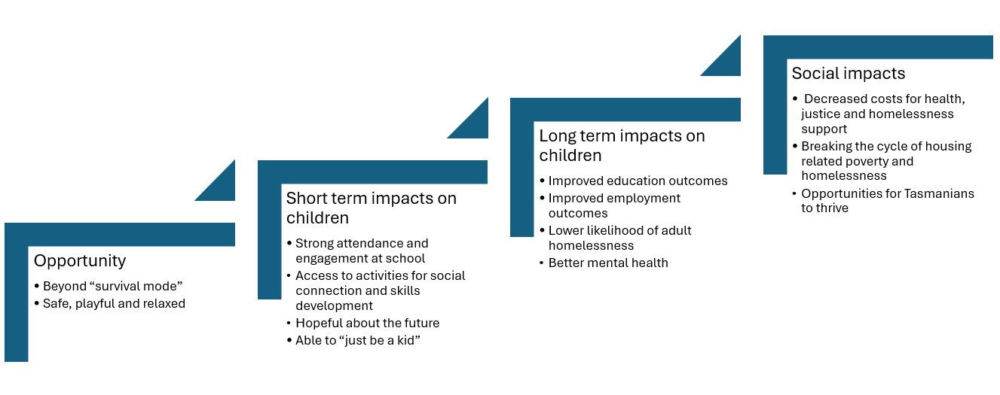 Opportunity
• Beyond “survival mode”
• Safe, playful and relaxed
Short term impacts on
children
• Strong attendance and
engagement at school
• Access to activities for social
connection and skills
development
• Hopeful about the future
• Able to “just be a kid”
Long term impacts on
children
• Improved education outcomes
• Improved employment
outcomes
• Lower likelihood of adult
homelessness
• Better mental health
Social impacts
• Decreased costs for health,
justice and homelessness
support
• Breaking the cycle of housing
related poverty and
homelessness
• Opportunities for Tasmanians
to thrive